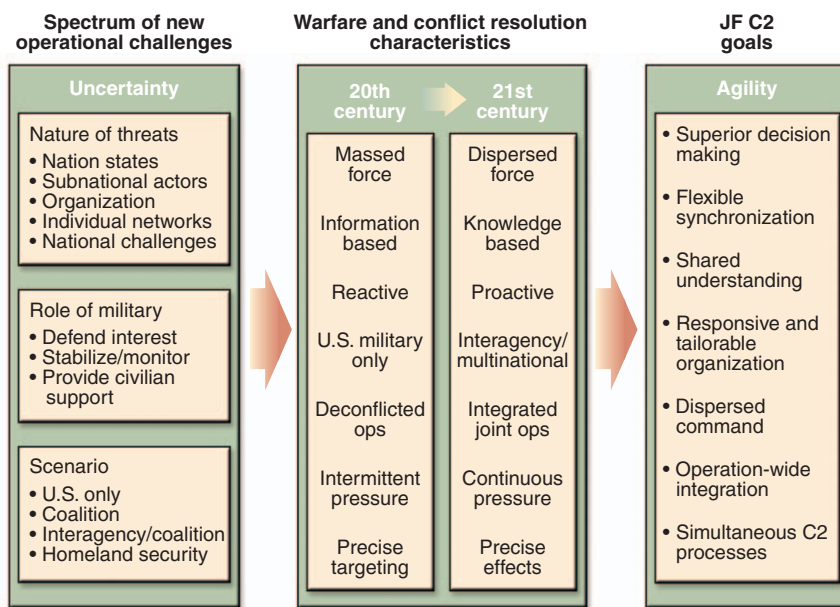 Spectrum of new
operational challenges
Uncertainty
Nature of threats
• Nation states
• Subnational actors
• Organization
• Individual networks
• National challenges
Role of military
• Defend interest
• Stabilize/monitor
• Provide civilian
support
Scenario
• U.S. only
• Coalition
• Interagency/coalition
• Homeland security
Warfare and conflict resolution
characteristics
20th
century
Massed
force
Information
based
Reactive
U.S. military
only
Deconflicted
ops
Intermittent
pressure
Precise
targeting
21st
century
Dispersed
force
Knowledge
based
Proactive
Interagency/
multinational
Integrated
joint ops
Continuous
pressure
Precise
effects
JF C2
goals
Agility
• Superior decision
making
• Flexible
synchronization
• Shared
understanding
• Responsive and
tailorable
organization
• Dispersed
command
• Operation-wide
integration
• Simultaneous C2
processes